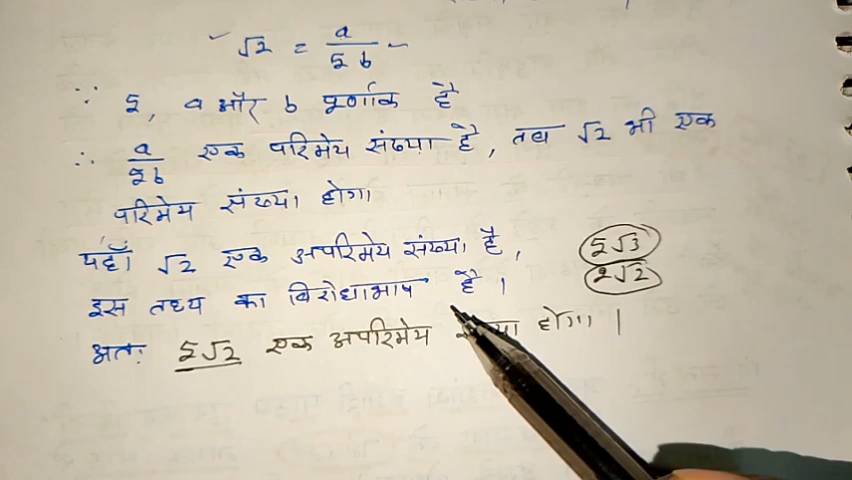 √2 = a / 5b
∵ 5, a और b पूर्णांक है
∴ a / 5b एक परिमेय संख्या है, तब √2 भी एक
परिमेय संख्या होगा
यहाँ √2 एक अपरिमेय संख्या है,
5√3
इस तथ्य का विरोधाभाष है।
2√2
अतः 5√2 एक अपरिमेय संख्या होगा।